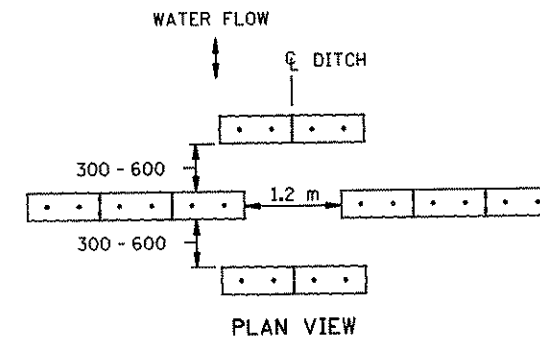 WATER FLOW
℄ DITCH
300 - 600
1.2 m
300 - 600
PLAN VIEW